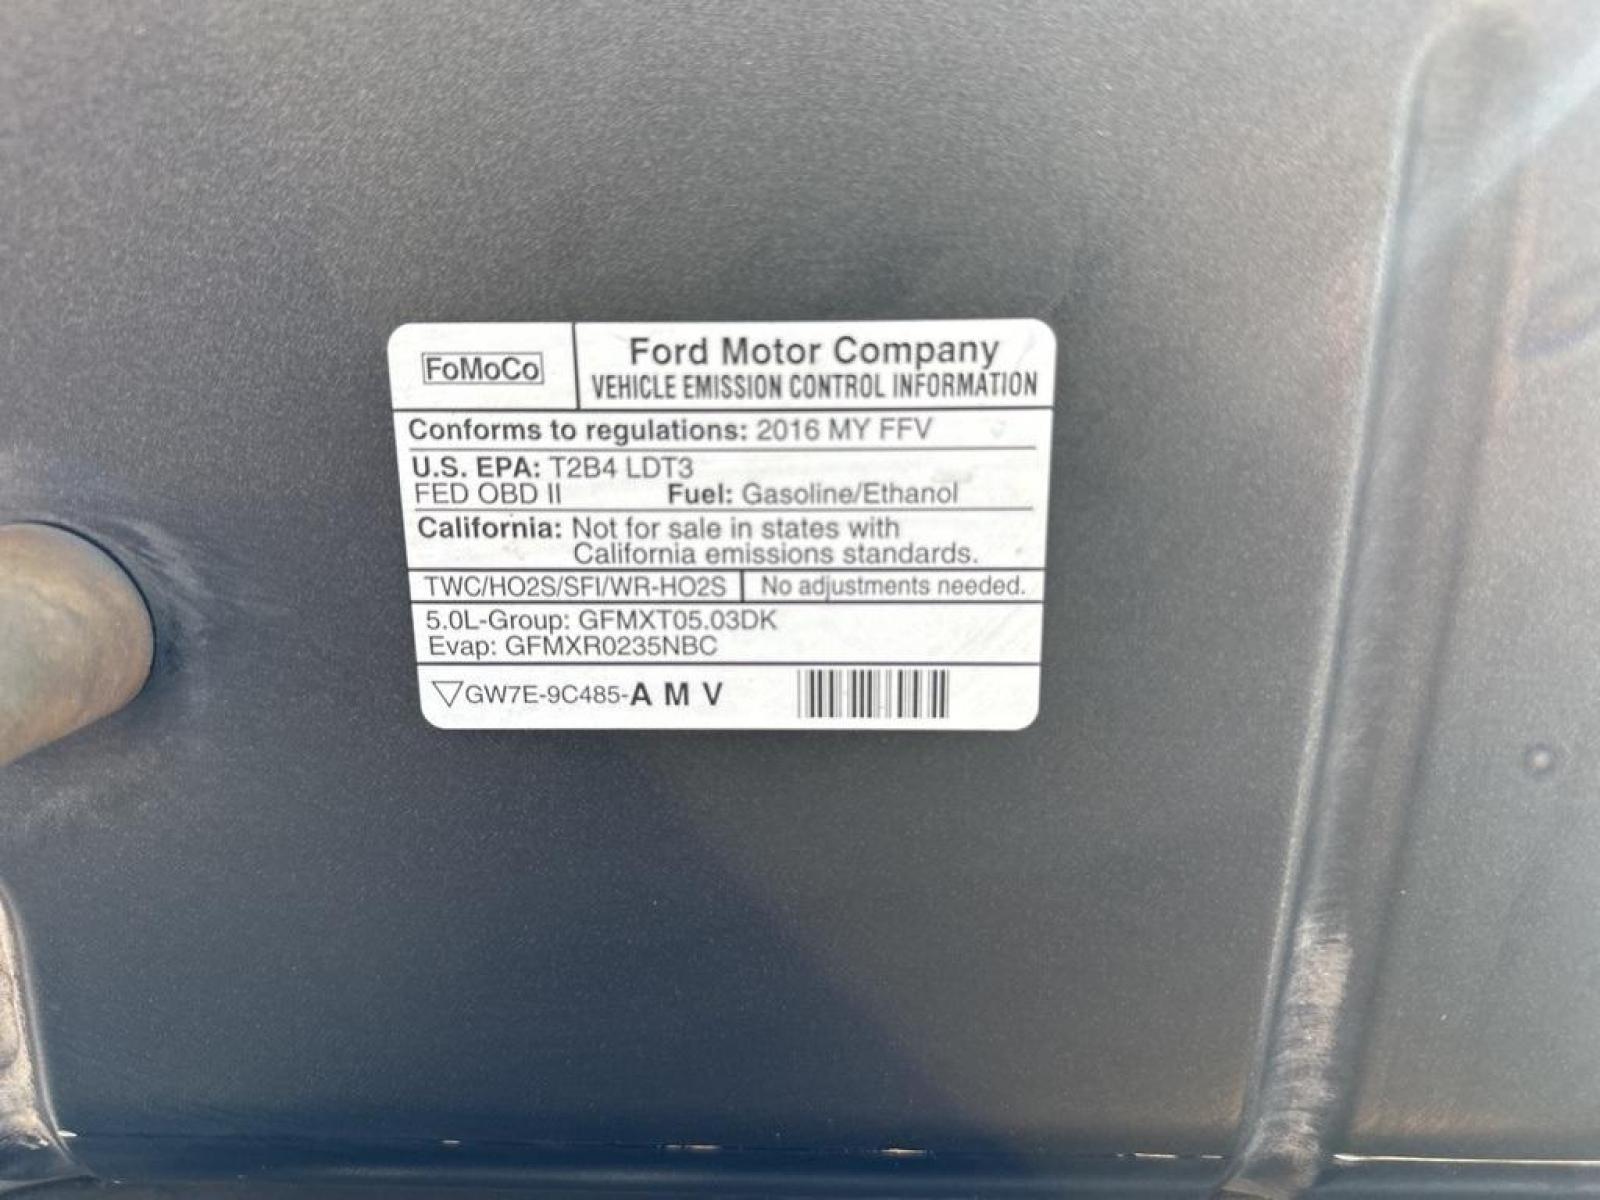 FoMoCo
Ford Motor Company
VEHICLE EMISSION CONTROL INFORMATION
Conforms to regulations: 2016 MY FFV
U.S. EPA: T2B4 LDT3
FED OBD II Fuel: Gasoline/Ethanol
California: Not for sale in states with
California emissions standards.
TWC/HO2S/SFI/WR-HO2S No adjustments needed.
5.0L-Group: GFMXT05.03DK
Evap: GFMXR0235NBC
GW7E-9C485-A M V